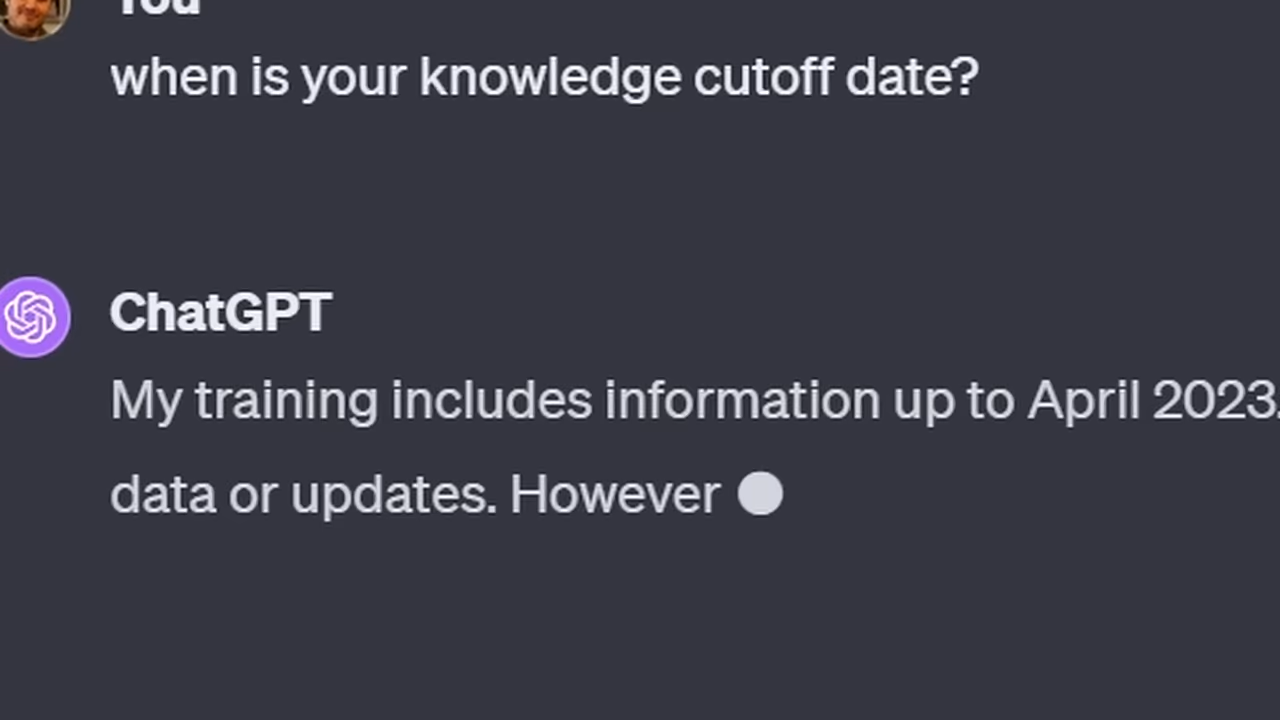 You
when is your knowledge cutoff date?
ChatGPT
My training includes information up to April 2023.
data or updates. However